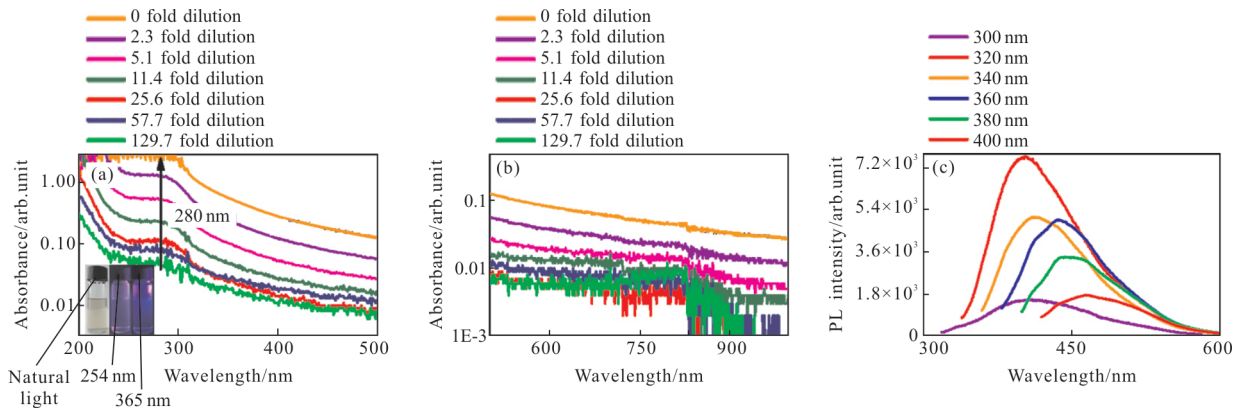 0 fold dilution
2.3 fold dilution
5.1 fold dilution
11.4 fold dilution
25.6 fold dilution
57.7 fold dilution
129.7 fold dilution
(a)
280 nm
Absorbance/arb.unit
1.00
0.10
0.01
200
300
400
500
Wavelength/nm
Natural
light
254 nm
365 nm
0 fold dilution
2.3 fold dilution
5.1 fold dilution
11.4 fold dilution
25.6 fold dilution
57.7 fold dilution
129.7 fold dilution
(b)
Absorbance/arb.unit
0.1
0.01
1E-3
600
750
900
Wavelength/nm
300 nm
320 nm
340 nm
360 nm
380 nm
400 nm
(c)
PL intensity/arb.unit
7.2×10³
5.4×10³
3.6×10³
1.8×10³
0
300
450
600
Wavelength/nm